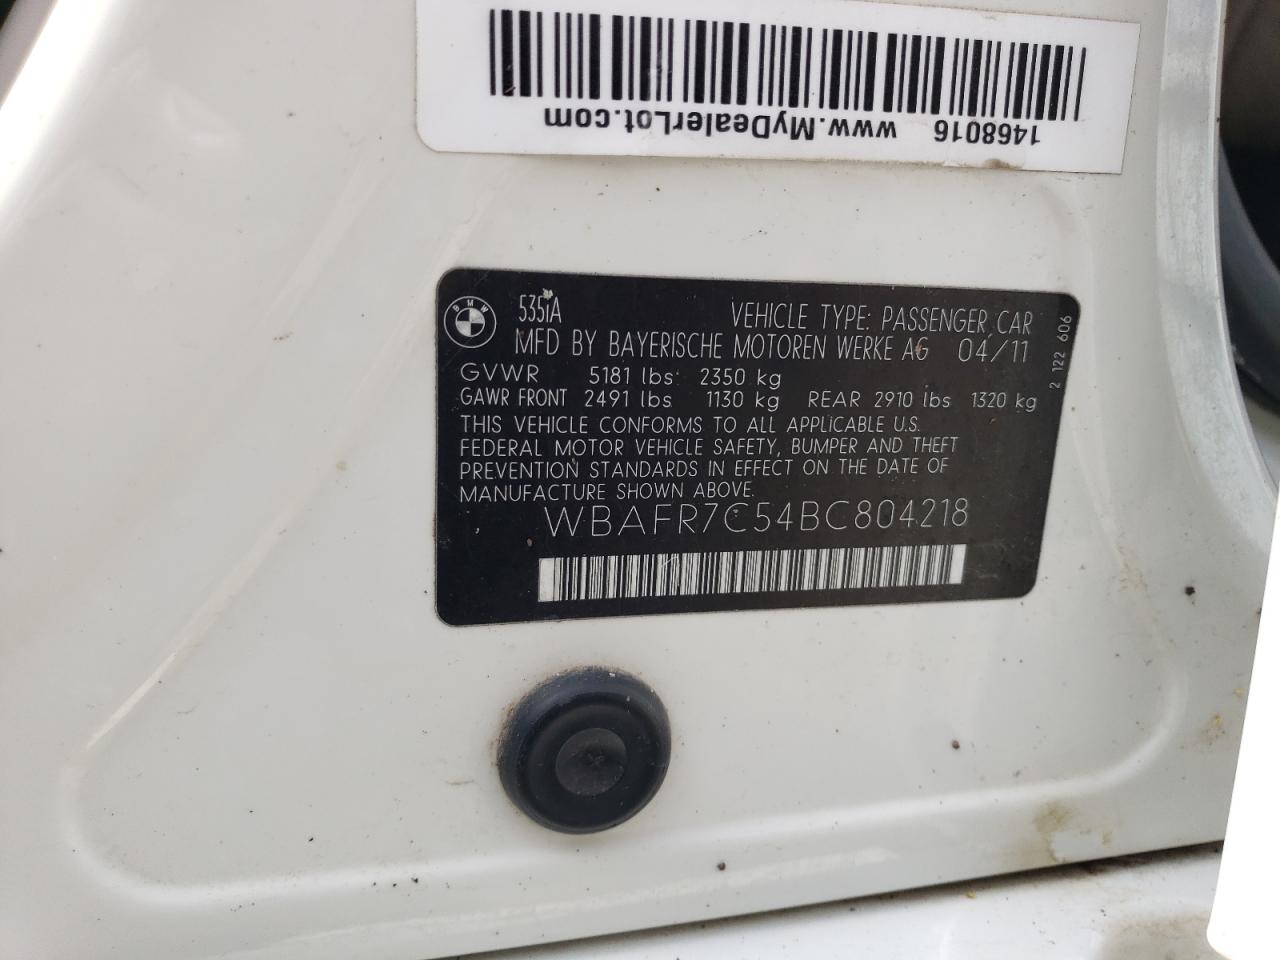 1468016 www.MyDealerLot.com
BMW
535iA VEHICLE TYPE: PASSENGER CAR
MFD BY BAYERISCHE MOTOREN WERKE AG 04/11
GVWR 5181 lbs 2350 kg
GAWR FRONT 2491 lbs 1130 kg REAR 2910 lbs 1320 kg
THIS VEHICLE CONFORMS TO ALL APPLICABLE U.S.
FEDERAL MOTOR VEHICLE SAFETY, BUMPER AND THEFT
PREVENTION STANDARDS IN EFFECT ON THE DATE OF
MANUFACTURE SHOWN ABOVE.
WBAFR7C54BC804218
2 122 606